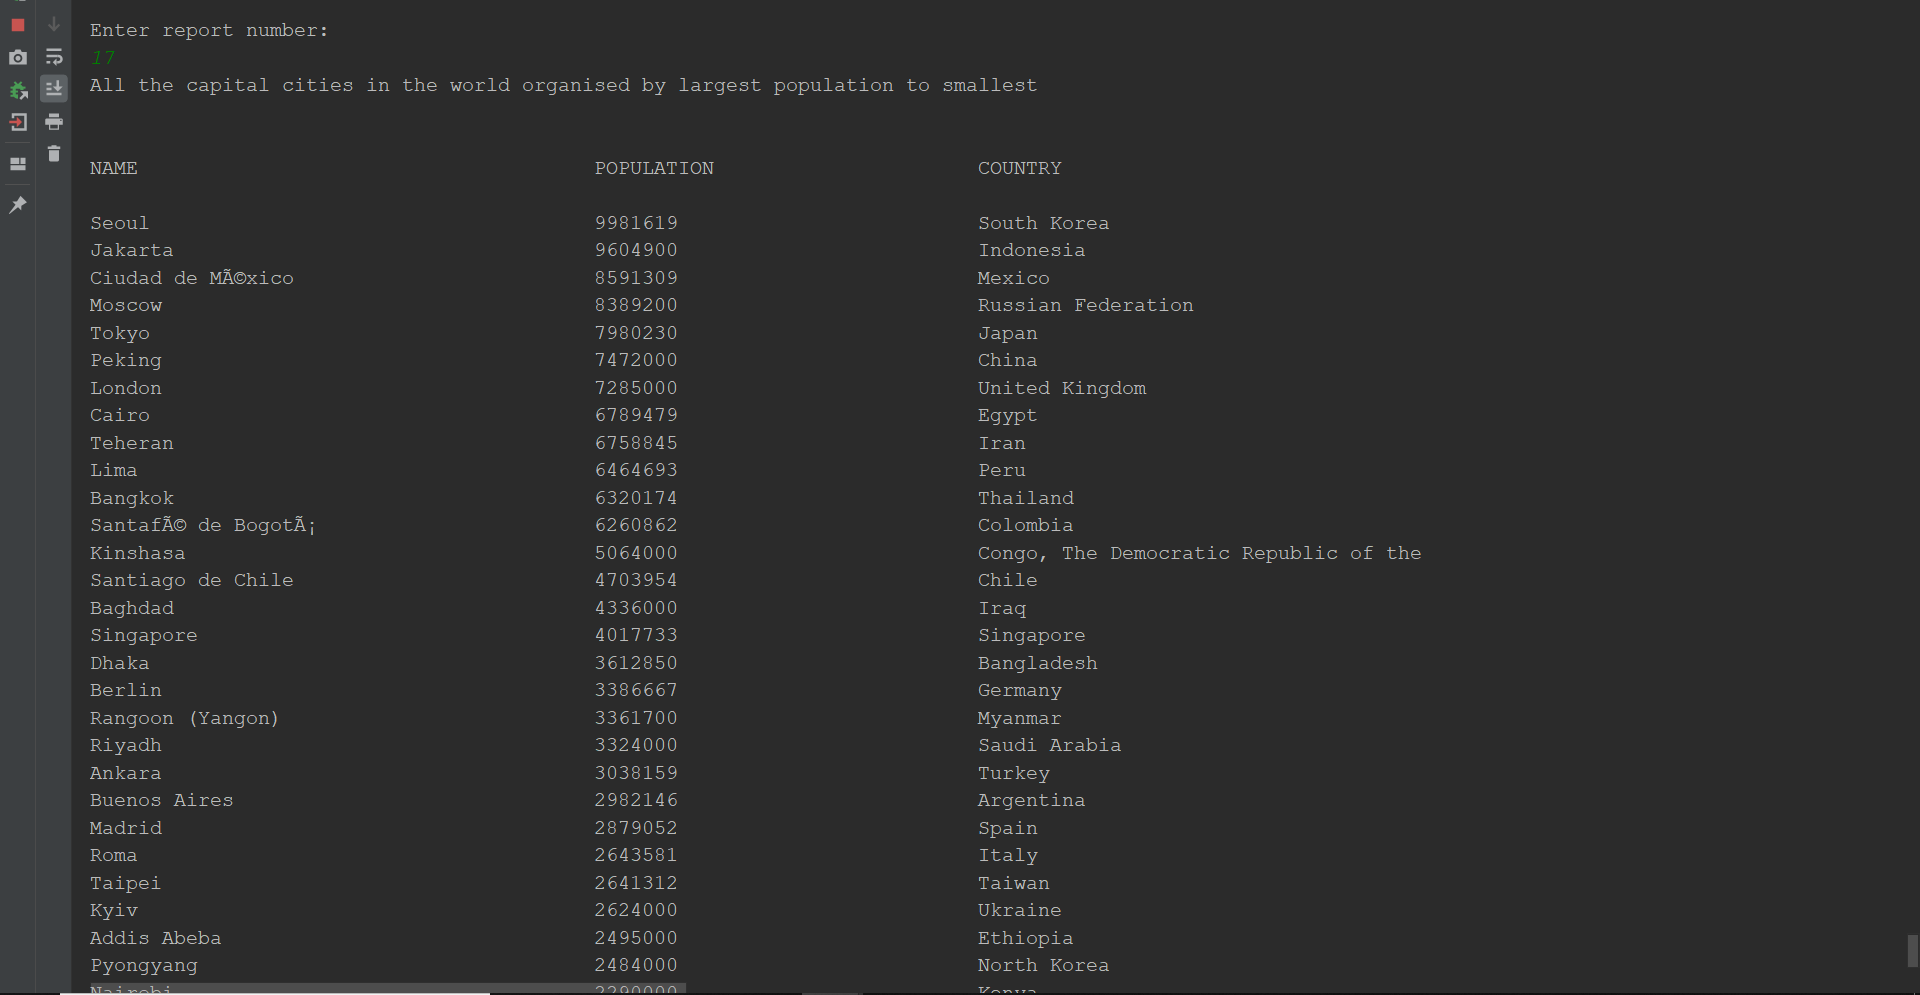 Enter report number:
17
All the capital cities in the world organised by largest population to smallest
NAME POPULATION COUNTRY
Seoul 9981619 South Korea
Jakarta 9604900 Indonesia
Ciudad de MÃ©xico 8591309 Mexico
Moscow 8389200 Russian Federation
Tokyo 7980230 Japan
Peking 7472000 China
London 7285000 United Kingdom
Cairo 6789479 Egypt
Teheran 6758845 Iran
Lima 6464693 Peru
Bangkok 6320174 Thailand
SantafÃ© de BogotÃ¡ 6260862 Colombia
Kinshasa 5064000 Congo, The Democratic Republic of the
Santiago de Chile 4703954 Chile
Baghdad 4336000 Iraq
Singapore 4017733 Singapore
Dhaka 3612850 Bangladesh
Berlin 3386667 Germany
Rangoon (Yangon) 3361700 Myanmar
Riyadh 3324000 Saudi Arabia
Ankara 3038159 Turkey
Buenos Aires 2982146 Argentina
Madrid 2879052 Spain
Roma 2643581 Italy
Taipei 2641312 Taiwan
Kyiv 2624000 Ukraine
Addis Abeba 2495000 Ethiopia
Pyongyang 2484000 North Korea
Nairobi 2290000 Kenya